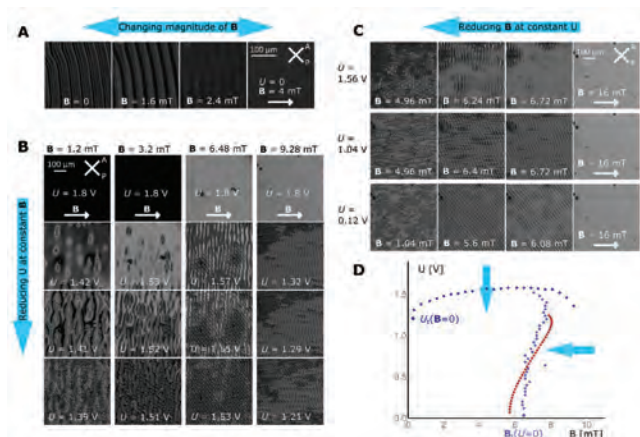 Changing magnitude of B
A
100 µm
A
P
U = 0
B = 4 mT
B = 0
B = 1.6 mT
B = 2.4 mT
B
B = 1.2 mT
B = 3.2 mT
B = 6.48 mT
B = 9.28 mT
100 µm
A
P
U = 1.8 V
U = 1.8 V
U = 1.8 V
U = 1.8 V
B
B
B
B
1.42
1.53
1.57
1.32
1.41
1.52
1.29
U = 1.39 V
U = 1.51 V
U = 1.53 V
U = 1.21 V
Reducing U at constant B
Reducing B at constant U
C
U =
1.56
V
100 µm
A
P
B = 4.96 mT
B = 6.24 mT
B = 6.72 mT
B = 16 mT
U =
1.04
V
B = 4.96 mT
B = 6.4 mT
B = 6.72 mT
B = 16 mT
U =
0.12
V
B = 1.04 mT
B = 5.6 mT
B = 6.08 mT
B = 16 mT
D
U [V]
1.5
1.0
0.5
0.0
0
2
4
6
8
10
B [mT]
(B=0)
(U=0)